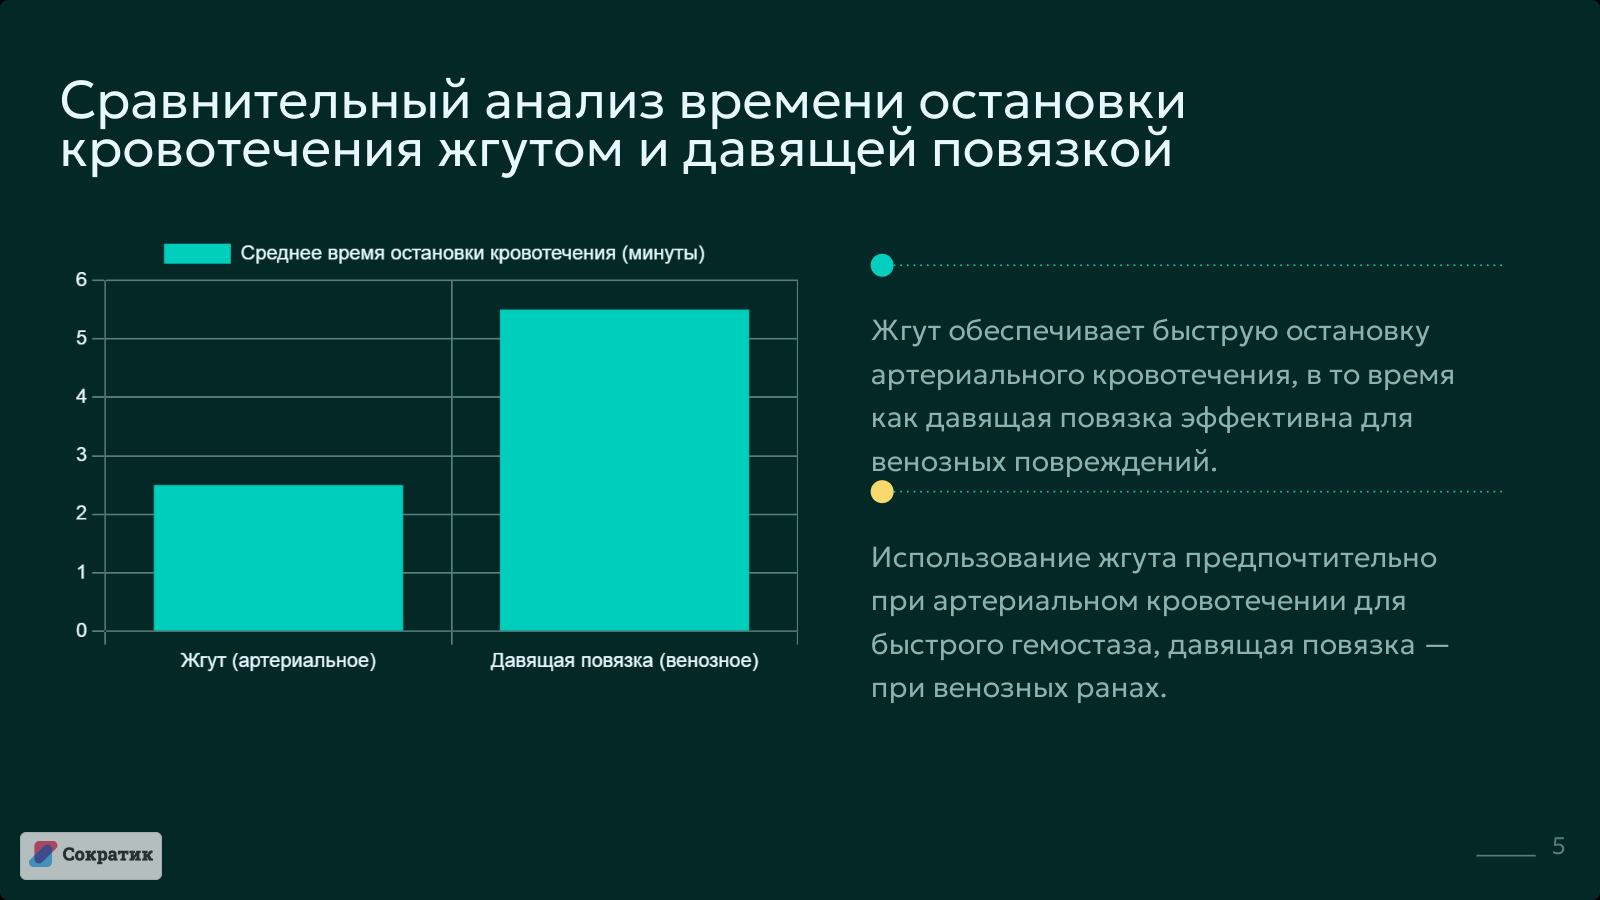 Сравнительный анализ времени остановки
кровотечения жгутом и давящей повязкой
Среднее время остановки кровотечения (минуты)
6
5
4
3
2
1
0
Жгут (артериальное)
Давящая повязка (венозное)
Жгут обеспечивает быструю остановку
артериального кровотечения, в то время
как давящая повязка эффективна для
венозных повреждений.
Использование жгута предпочтительно
при артериальном кровотечении для
быстрого гемостаза, давящая повязка —
при венозных ранах.
Сократик
5